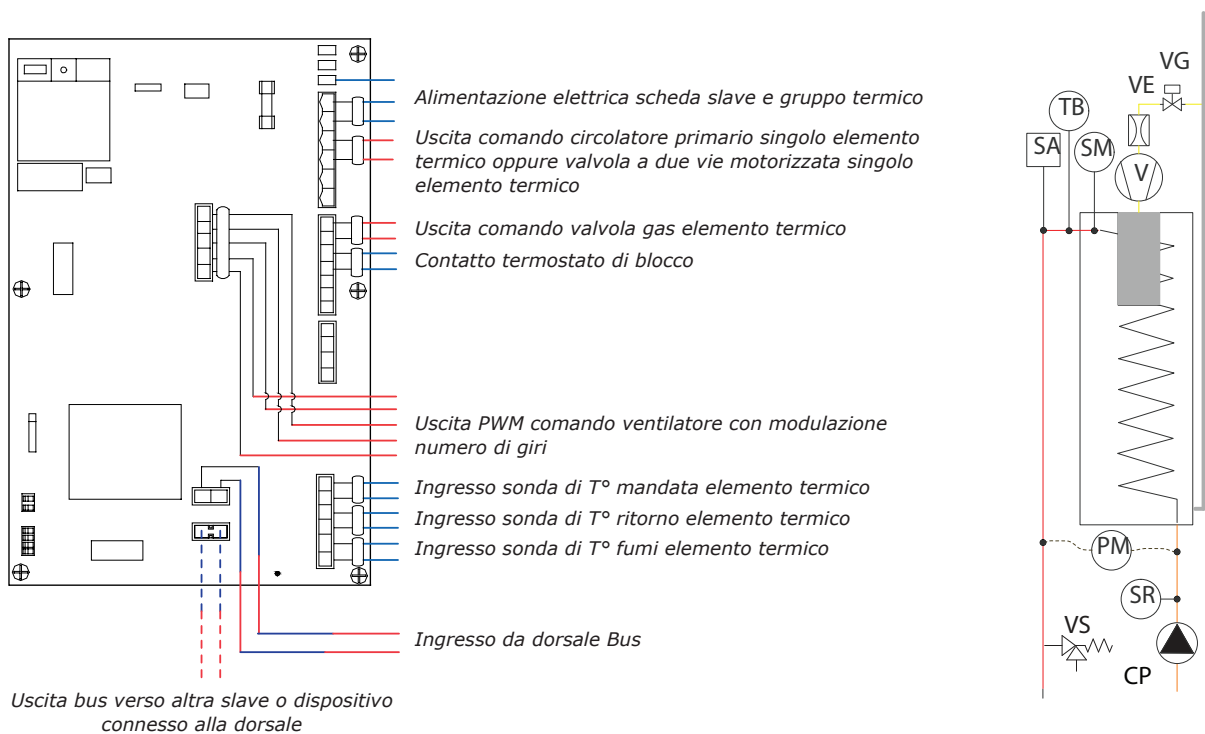 Alimentazione elettrica scheda slave e gruppo termico
Uscita comando circolatore primario singolo elemento
termico oppure valvola a due vie motorizzata singolo
elemento termico
Uscita comando valvola gas elemento termico
Contatto termostato di blocco
Uscita PWM comando ventilatore con modulazione
numero di giri
Ingresso sonda di T° mandata elemento termico
Ingresso sonda di T° ritorno elemento termico
Ingresso sonda di T° fumi elemento termico
Ingresso da dorsale Bus
Uscita bus verso altra slave o dispositivo
connesso alla dorsale
VG
VE
TB
SA
SM
V
PM
SR
VS
CP